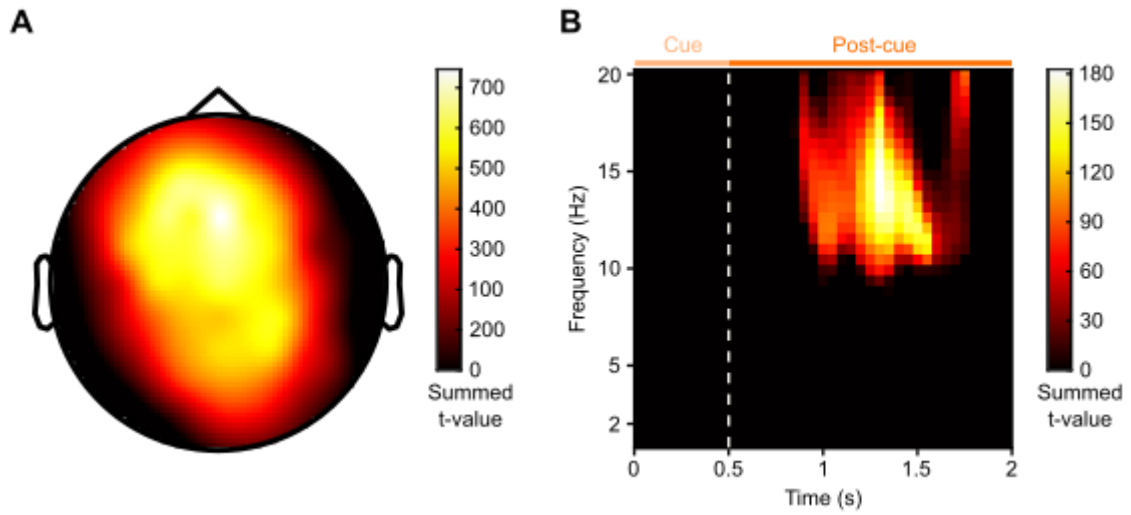 A
700
600
500
400
300
100
200
0
Summed
t-value
B
Cue
Post-cue
20
15
10
5
2
Frequency (Hz)
0
0.5
1
1.5
2
Time (s)
180
150
120
90
60
30
0
Summed
t-value